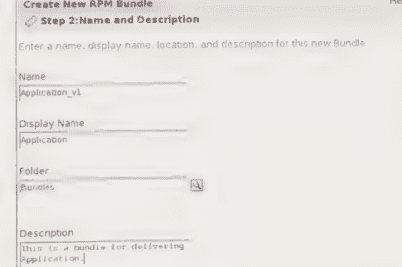 Create New RPM Bundle
Step 2:Name and Description
Enter a name, display name, location, and description for this new Bundle
Name
Application_v1
Display Name
Application
Folder
Bundles
Description
This is a bundle for delivering
Application.